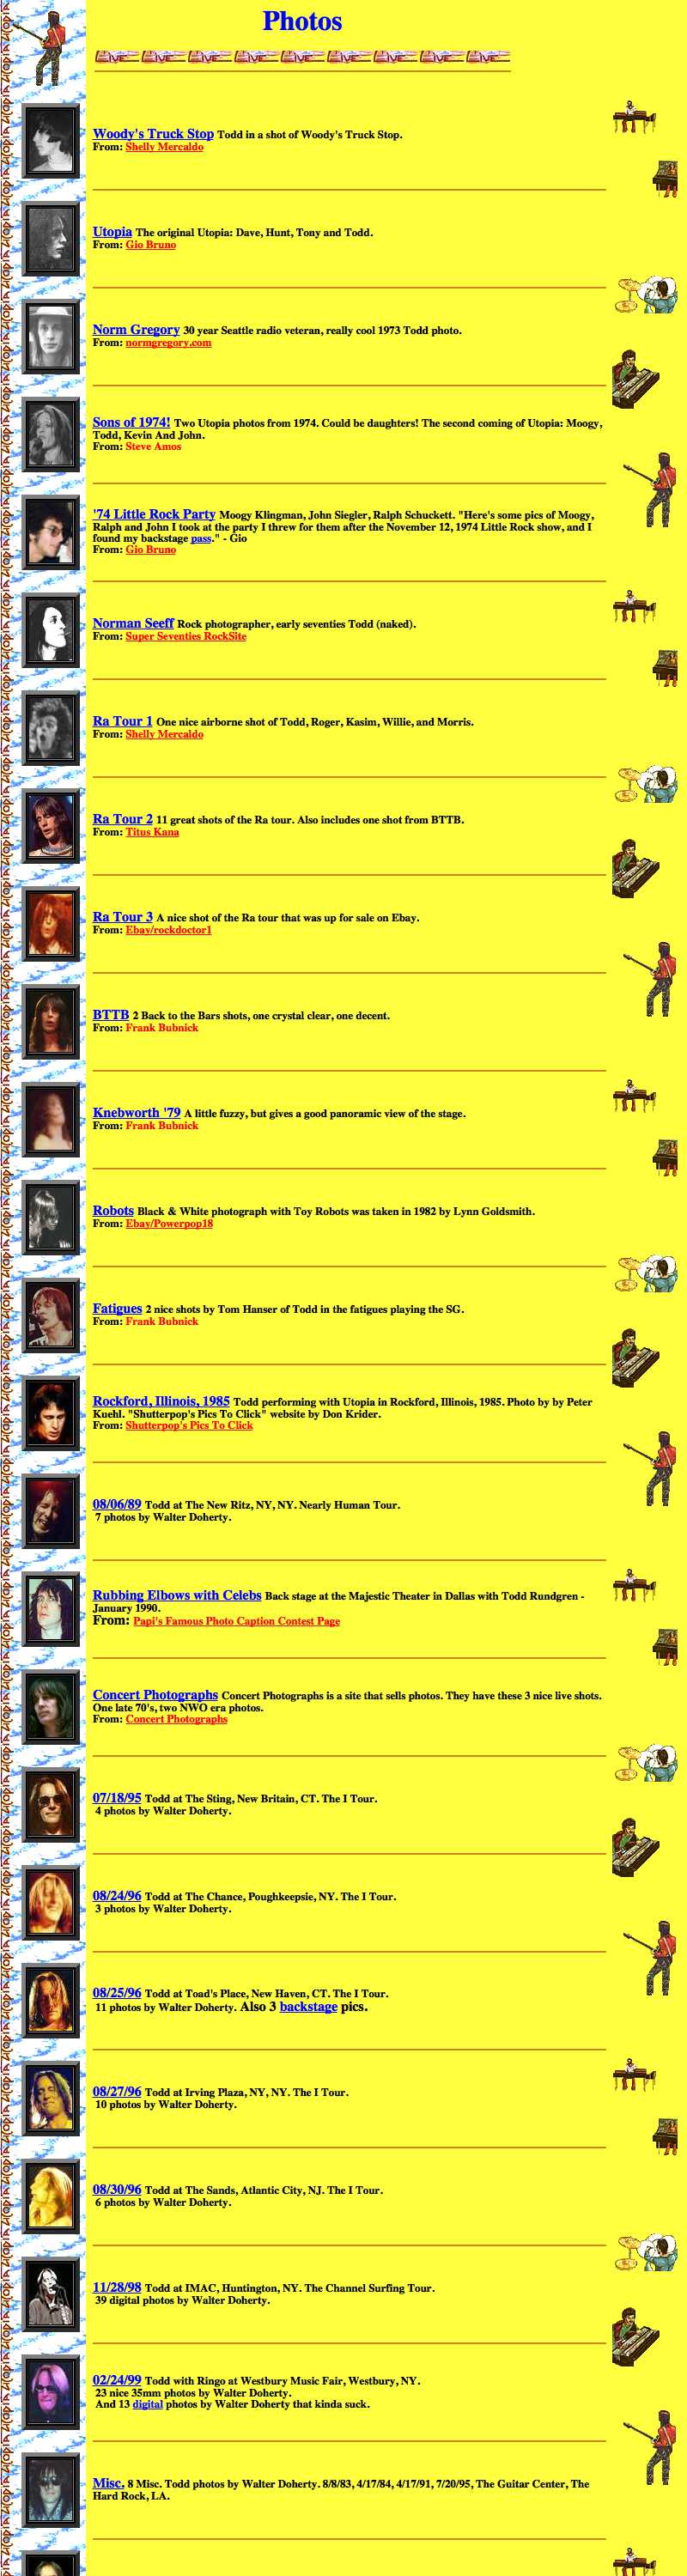 Photos
LIVE LIVE LIVE LIVE LIVE LIVE LIVE LIVE LIVE
Woody's Truck Stop Todd in a shot of Woody's Truck Stop.
From: Shelly Mercaldo
Utopia The original Utopia: Dave, Hunt, Tony and Todd.
From: Gio Bruno
Norm Gregory 30 year Seattle radio veteran, really cool 1973 Todd photo.
From: normgregory.com
Sons of 1974! Two Utopia photos from 1974. Could be daughters! The second coming of Utopia: Moogy,
Todd, Kevin And John.
From: Steve Amos
'74 Little Rock Party Moogy Klingman, John Siegler, Ralph Schuckett. "Here's some pics of Moogy,
Ralph and John I took at the party I threw for them after the November 12, 1974 Little Rock show, and I
found my backstage pass." - Gio
From: Gio Bruno
Norman Seeff Rock photographer, early seventies Todd (naked).
From: Super Seventies RockSite
Ra Tour 1 One nice airborne shot of Todd, Roger, Kasim, Willie, and Morris.
From: Shelly Mercaldo
Ra Tour 2 11 great shots of the Ra tour. Also includes one shot from BTTB.
From: Titus Kana
Ra Tour 3 A nice shot of the Ra tour that was up for sale on Ebay.
From: Ebay/rockdoctor1
BTTB 2 Back to the Bars shots, one crystal clear, one decent.
From: Frank Bubnick
Knebworth '79 A little fuzzy, but gives a good panoramic view of the stage.
From: Frank Bubnick
Robots Black & White photograph with Toy Robots was taken in 1982 by Lynn Goldsmith.
From: Ebay/Powerpop18
Fatigues 2 nice shots by Tom Hanser of Todd in the fatigues playing the SG.
From: Frank Bubnick
Rockford, Illinois, 1985 Todd performing with Utopia in Rockford, Illinois, 1985. Photo by by Peter
Kuehl. "Shutterpop's Pics To Click" website by Don Krider.
From: Shutterpop's Pics To Click
08/06/89 Todd at The New Ritz, NY, NY. Nearly Human Tour.
7 photos by Walter Doherty.
Rubbing Elbows with Celebs Back stage at the Majestic Theater in Dallas with Todd Rundgren -
January 1990.
From: Papi's Famous Photo Caption Contest Page
Concert Photographs Concert Photographs is a site that sells photos. They have these 3 nice live shots.
One late 70's, two NWO era photos.
From: Concert Photographs
07/18/95 Todd at The Sting, New Britain, CT. The I Tour.
4 photos by Walter Doherty.
08/24/96 Todd at The Chance, Poughkeepsie, NY. The I Tour.
3 photos by Walter Doherty.
08/25/96 Todd at Toad's Place, New Haven, CT. The I Tour.
11 photos by Walter Doherty. Also 3 backstage pics.
08/27/96 Todd at Irving Plaza, NY, NY. The I Tour.
10 photos by Walter Doherty.
08/30/96 Todd at The Sands, Atlantic City, NJ. The I Tour.
6 photos by Walter Doherty.
11/28/98 Todd at IMAC, Huntington, NY. The Channel Surfing Tour.
39 digital photos by Walter Doherty.
02/24/99 Todd with Ringo at Westbury Music Fair, Westbury, NY.
23 nice 35mm photos by Walter Doherty.
And 13 digital photos by Walter Doherty that kinda suck.
Misc. 8 Misc. Todd photos by Walter Doherty. 8/8/83, 4/17/84, 4/17/91, 7/20/95, The Guitar Center, The
Hard Rock, LA.